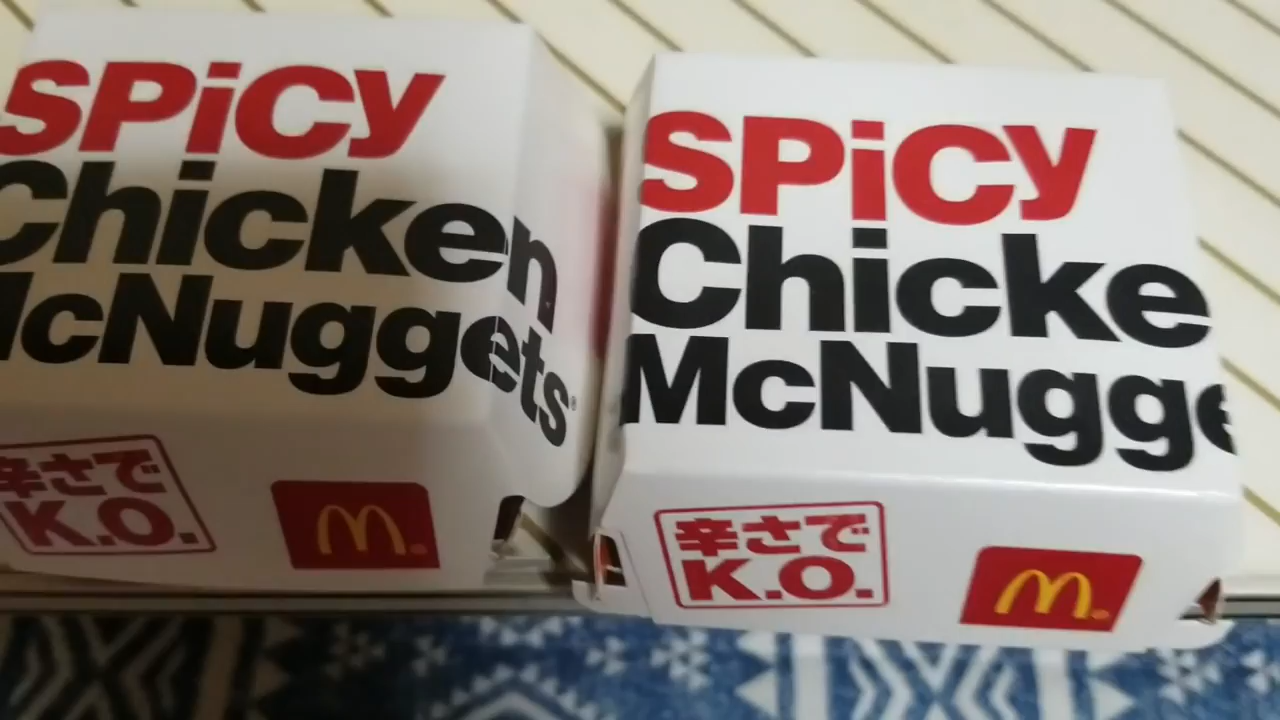 SPiCy
Chicken
McNuggets®
辛さで
K.O.
SPiCy
Chicke
McNugge
辛さで
K.O.